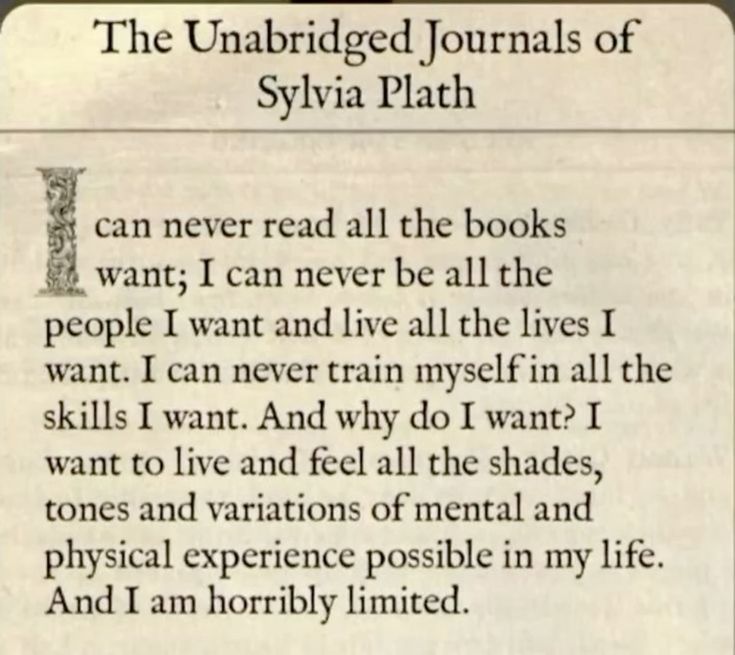 The Unabridged Journals of
Sylvia Plath
I can never read all the books
want; I can never be all the
people I want and live all the lives I
want. I can never train myself in all the
skills I want. And why do I want? I
want to live and feel all the shades,
tones and variations of mental and
physical experience possible in my life.
And I am horribly limited.